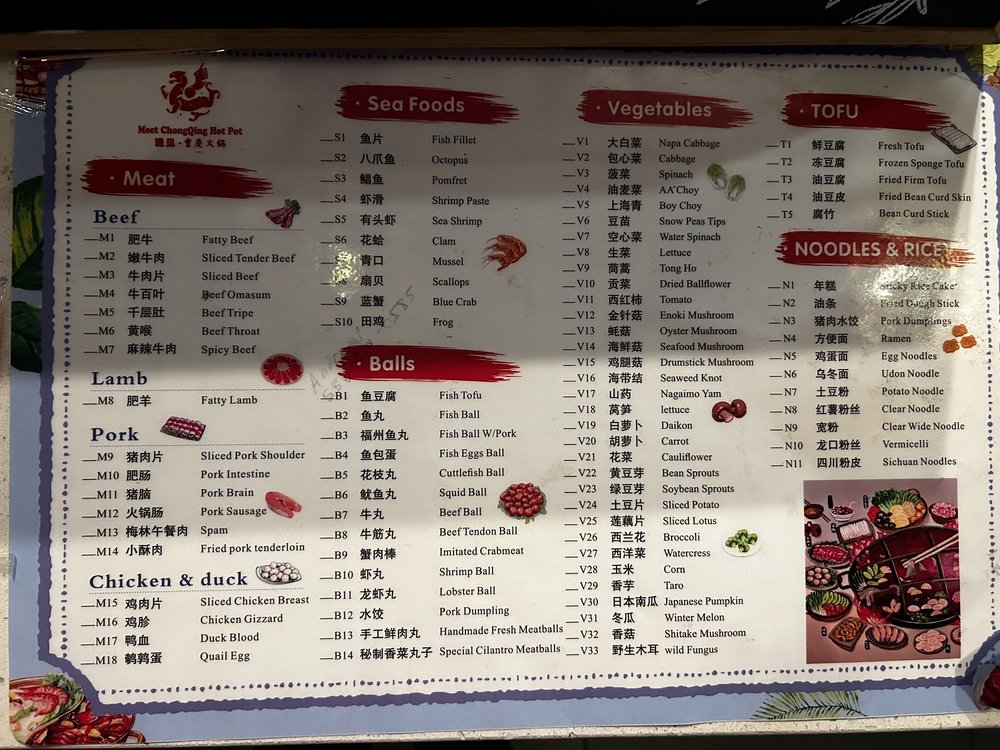 Meet ChongQing Hot Pot
遇见·重庆火锅
· Meat
Beef
M1 肥牛 Fatty Beef
M2 嫩牛肉 Sliced Tender Beef
M3 牛肉片 Sliced Beef
M4 牛百叶 Beef Omasum
M5 千层肚 Beef Tripe
M6 黄喉 Beef Throat
M7 麻辣牛肉 Spicy Beef
Lamb
M8 肥羊 Fatty Lamb
Pork
M9 猪肉片 Sliced Pork Shoulder
M10 肥肠 Pork Intestine
M11 猪脑 Pork Brain
M12 火锅肠 Pork Sausage
M13 梅林午餐肉 Spam
M14 小酥肉 Fried pork tenderloin
Chicken & duck
M15 鸡肉片 Sliced Chicken Breast
M16 鸡胗 Chicken Gizzard
M17 鸭血 Duck Blood
M18 鹌鹑蛋 Quail Egg
· Sea Foods
S1 鱼片 Fish Fillet
S2 八爪鱼 Octopus
S3 鲳鱼 Pomfret
S4 虾滑 Shrimp Paste
S5 有头虾 Sea Shrimp
S6 花蛤 Clam
青口 Mussel
S8 扇贝 Scallops
S9 蓝蟹 Blue Crab
S10 田鸡 Frog
· Balls
B1 鱼豆腐 Fish Tofu
B2 鱼丸 Fish Ball
B3 福州鱼丸 Fish Ball W/Pork
B4 鱼包蛋 Fish Eggs Ball
B5 花枝丸 Cuttlefish Ball
B6 鱿鱼丸 Squid Ball
B7 牛丸 Beef Ball
B8 牛筋丸 Beef Tendon Ball
B9 蟹肉棒 Imitated Crabmeat
B10 虾丸 Shrimp Ball
B11 龙虾丸 Lobster Ball
B12 水饺 Pork Dumpling
B13 手工鲜肉丸 Handmade Fresh Meatballs
B14 秘制香菜丸子 Special Cilantro Meatballs
· Vegetables
V1 大白菜 Napa Cabbage
V2 包心菜 Cabbage
V3 菠菜 Spinach
V4 油麦菜 AA'Choy
V5 上海青 Boy Choy
V6 豆苗 Snow Peas Tips
V7 空心菜 Water Spinach
V8 生菜 Lettuce
V9 茼蒿 Tong Ho
V10 贡菜 Dried Ballflower
V11 西红柿 Tomato
V12 金针菇 Enoki Mushroom
V13 蚝菇 Oyster Mushroom
V14 海鲜菇 Seafood Mushroom
V15 鸡腿菇 Drumstick Mushroom
V16 海带结 Seaweed Knot
V17 山药 Nagaimo Yam
V18 莴笋 lettuce
V19 白萝卜 Daikon
V20 胡萝卜 Carrot
V21 花菜 Cauliflower
V22 黄豆芽 Bean Sprouts
V23 绿豆芽 Soybean Sprouts
V24 土豆片 Sliced Potato
V25 莲藕片 Sliced Lotus
V26 西兰花 Broccoli
V27 西洋菜 Watercress
V28 玉米 Corn
V29 香芋 Taro
V30 日本南瓜 Japanese Pumpkin
V31 冬瓜 Winter Melon
V32 香菇 Shitake Mushroom
V33 野生木耳 wild Fungus
· TOFU
T1 鲜豆腐 Fresh Tofu
T2 冻豆腐 Frozen Sponge Tofu
T3 油豆腐 Fried Firm Tofu
T4 油豆皮 Fried Bean Curd Skin
T5 腐竹 Bean Curd Stick
· NOODLES & RICE
N1 年糕 Sticky Rice Cake
N2 油条 Fried Dough Stick
N3 猪肉水饺 Pork Dumplings
N4 方便面 Ramen
N5 鸡蛋面 Egg Noodles
N6 乌冬面 Udon Noodle
N7 土豆粉 Potato Noodle
N8 红薯粉丝 Clear Noodle
N9 宽粉 Clear Wide Noodle
N10 龙口粉丝 Vermicelli
N11 四川粉皮 Sichuan Noodles